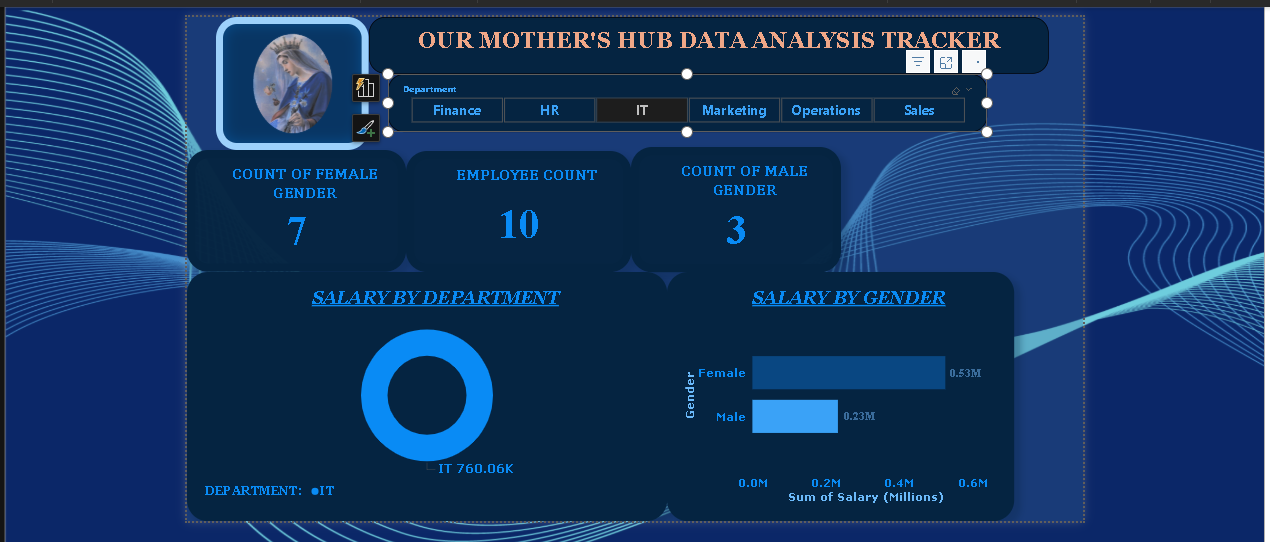 OUR MOTHER'S HUB DATA ANALYSIS TRACKER
Department
Finance HR IT Marketing Operations Sales
COUNT OF FEMALE
GENDER
7
EMPLOYEE COUNT
10
COUNT OF MALE
GENDER
3
SALARY BY DEPARTMENT
IT 760.06K
DEPARTMENT: IT
SALARY BY GENDER
Gender
Female 0.53M
Male 0.23M
0.0M 0.2M 0.4M 0.6M
Sum of Salary (Millions)